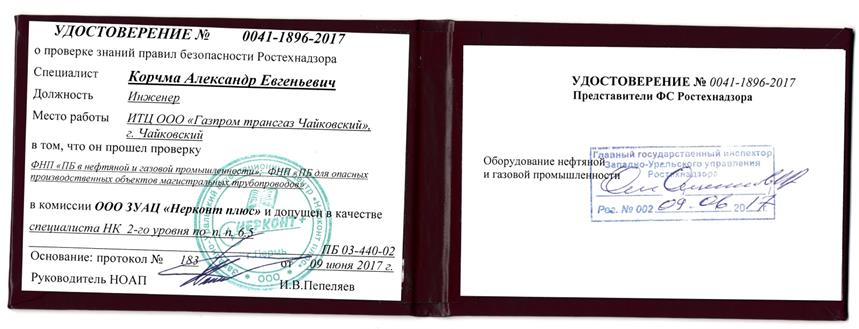 УДОСТОВЕРЕНИЕ № 0041-1896-2017
о проверке знаний правил безопасности Ростехнадзора
Специалист Корчма Александр Евгеньевич
Должность Инженер
Место работы ИТЦ ООО «Газпром трансгаз Чайковский»,
г. Чайковский
в том, что он прошел проверку
ФНП «ПБ в нефтяной и газовой промышленности»; ФНП «ПБ для опасных
производственных объектов магистральных трубопроводов»
в комиссии ООО ЗУАЦ «Нерконт плюс» и допущен в качестве
специалиста НК 2-го уровня по п. п. 6.5
ПБ 03-440-02
Основание: протокол № 183 от 09 июня 2017 г.
Руководитель НОАП И.В.Пепеляев
НЕРКОНТ
г.Пермь
ООО
УДОСТОВЕРЕНИЕ № 0041-1896-2017
Представители ФС Ростехнадзора
Оборудование нефтяной
и газовой промышленности
Главный государственный инспектор
Западно-Уральского управления
Ростехнадзора
Рег. № 002 09.06 2017